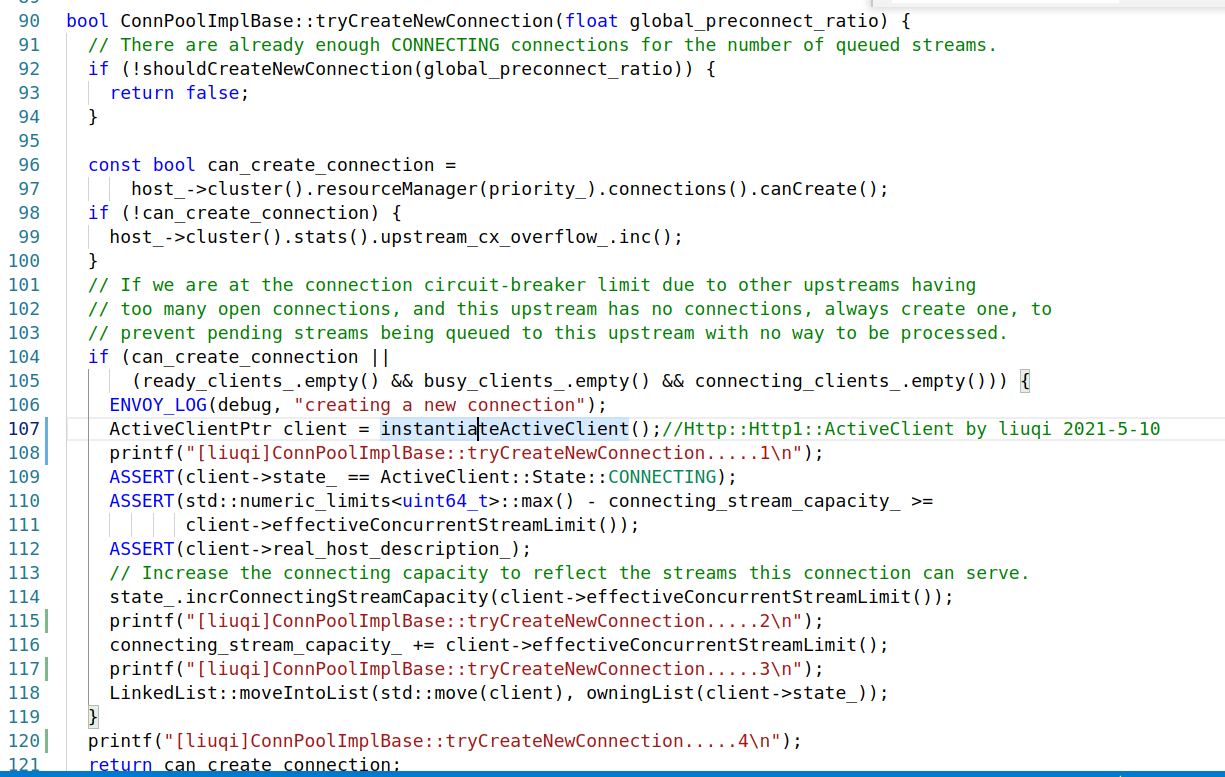 90 bool ConnPoolImplBase::tryCreateNewConnection(float global_preconnect_ratio) {
91 // There are already enough CONNECTING connections for the number of queued streams.
92 if (!shouldCreateNewConnection(global_preconnect_ratio)) {
93 return false;
94 }
95
96 const bool can_create_connection =
97 host_->cluster().resourceManager(priority_).connections().canCreate();
98 if (!can_create_connection) {
99 host_->cluster().stats().upstream_cx_overflow_.inc();
100 }
101 // If we are at the connection circuit-breaker limit due to other upstreams having
102 // too many open connections, and this upstream has no connections, always create one, to
103 // prevent pending streams being queued to this upstream with no way to be processed.
104 if (can_create_connection ||
105 (ready_clients_.empty() && busy_clients_.empty() && connecting_clients_.empty())) {
106 ENVOY_LOG(debug, "creating a new connection");
107 ActiveClientPtr client = instantiateActiveClient();//Http::Http1::ActiveClient by liuqi 2021-5-10
108 printf("[liuqi]ConnPoolImplBase::tryCreateNewConnection.....1\n");
109 ASSERT(client->state_ == ActiveClient::State::CONNECTING);
110 ASSERT(std::numeric_limits<uint64_t>::max() - connecting_stream_capacity_ >=
111 client->effectiveConcurrentStreamLimit());
112 ASSERT(client->real_host_description_);
113 // Increase the connecting capacity to reflect the streams this connection can serve.
114 state_.incrConnectingStreamCapacity(client->effectiveConcurrentStreamLimit());
115 printf("[liuqi]ConnPoolImplBase::tryCreateNewConnection.....2\n");
116 connecting_stream_capacity_ += client->effectiveConcurrentStreamLimit();
117 printf("[liuqi]ConnPoolImplBase::tryCreateNewConnection.....3\n");
118 LinkedList::moveIntoList(std::move(client), owningList(client->state_));
119 }
120 printf("[liuqi]ConnPoolImplBase::tryCreateNewConnection.....4\n");
121 return can_create_connection;